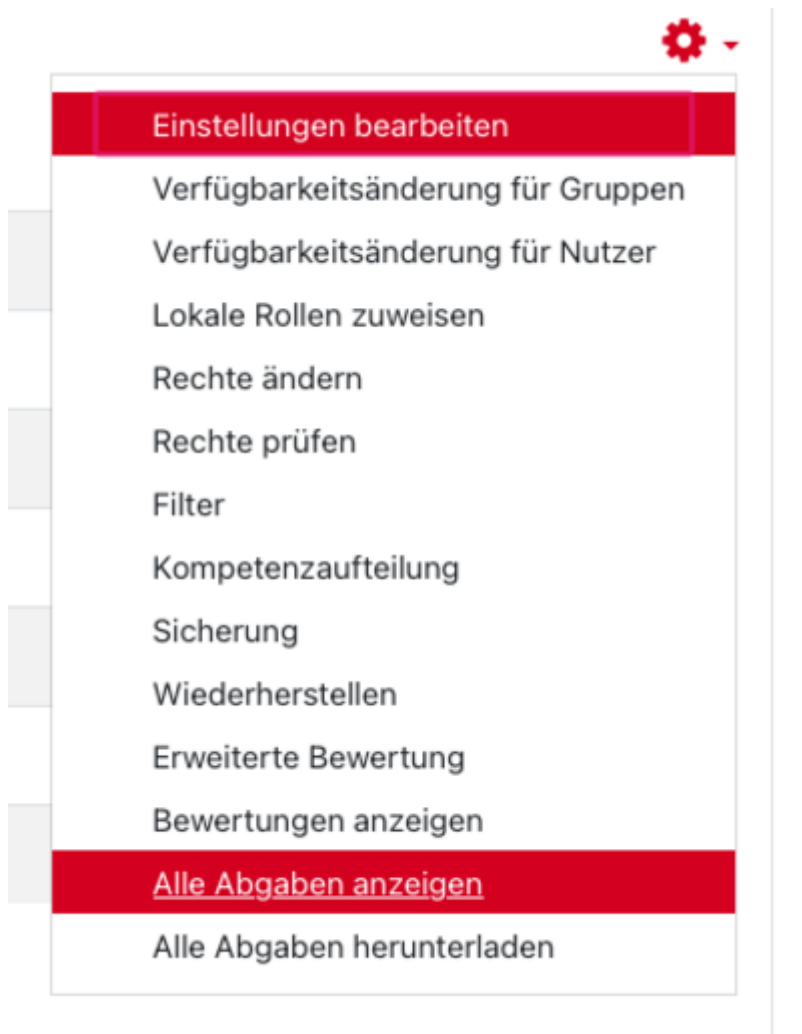 Einstellungen bearbeiten
Verfügbarkeitsänderung für Gruppen
Verfügbarkeitsänderung für Nutzer
Lokale Rollen zuweisen
Rechte ändern
Rechte prüfen
Filter
Kompetenzaufteilung
Sicherung
Wiederherstellen
Erweiterte Bewertung
Bewertungen anzeigen
Alle Abgaben anzeigen
Alle Abgaben herunterladen